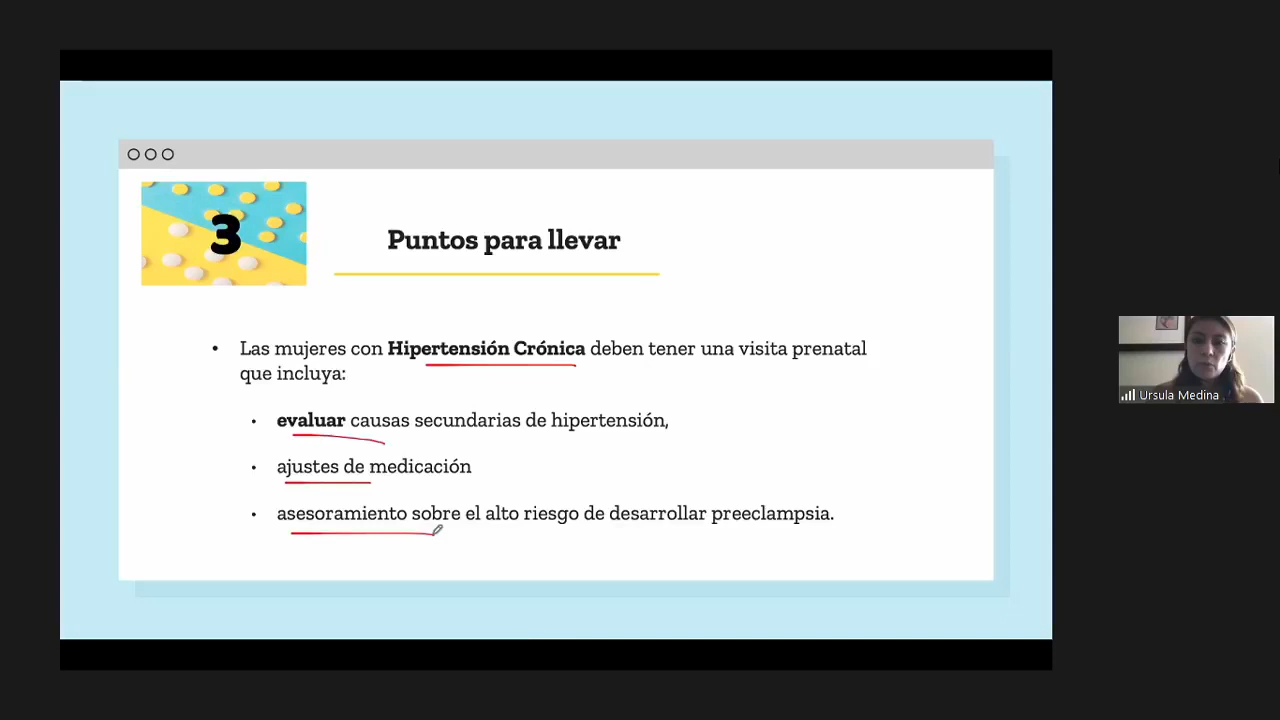 3
Puntos para llevar
• Las mujeres con Hipertensión Crónica deben tener una visita prenatal
que incluya:
• evaluar causas secundarias de hipertensión,
• ajustes de medicación
• asesoramiento sobre el alto riesgo de desarrollar preeclampsia.
Ursula Medina